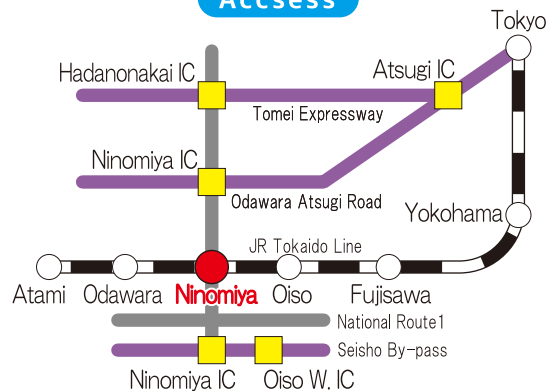 Accsess
Tokyo
Hadanonakai IC
Atsugi IC
Tomei Expressway
Ninomiya IC
Odawara Atsugi Road
Yokohama
JR Tokaido Line
Atami Odawara Ninomiya Oiso Fujisawa
National Route1
Seisho By-pass
Ninomiya IC Oiso W. IC